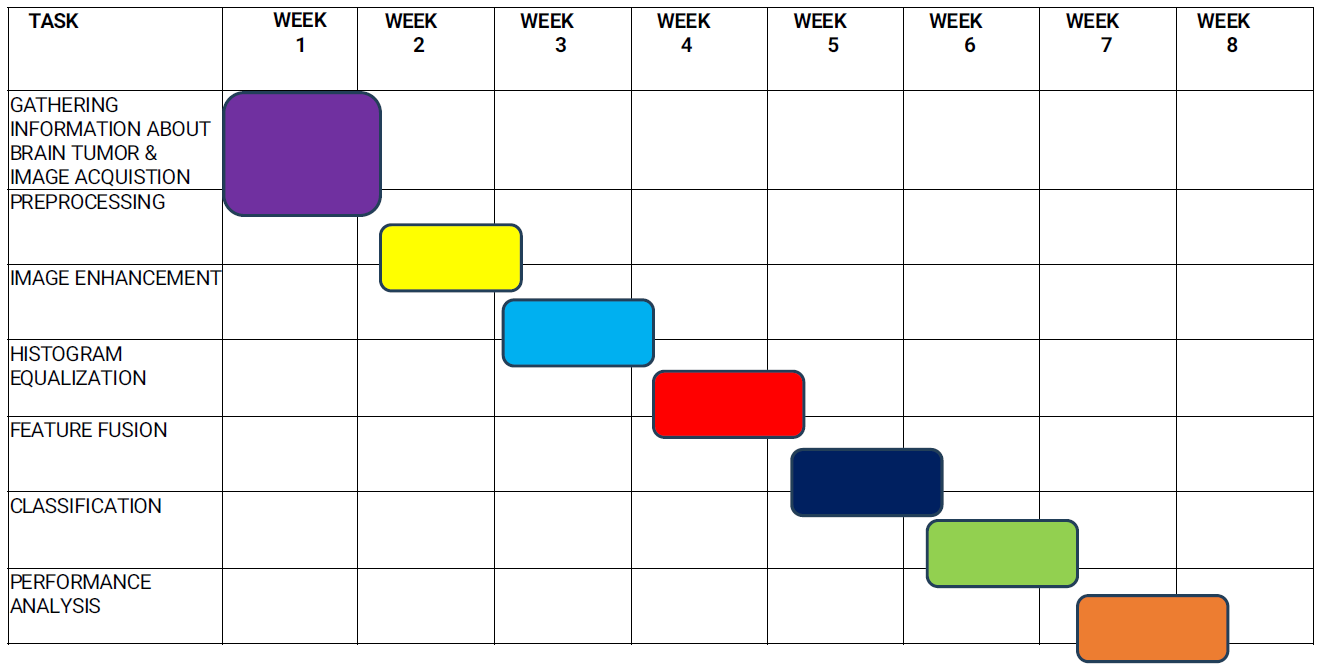 TASK
WEEK
1
WEEK
2
WEEK
3
WEEK
4
WEEK
5
WEEK
6
WEEK
7
WEEK
8
GATHERING
INFORMATION ABOUT
BRAIN TUMOR &
IMAGE ACQUISTION
PREPROCESSING
IMAGE ENHANCEMENT
HISTOGRAM
EQUALIZATION
FEATURE FUSION
CLASSIFICATION
PERFORMANCE
ANALYSIS